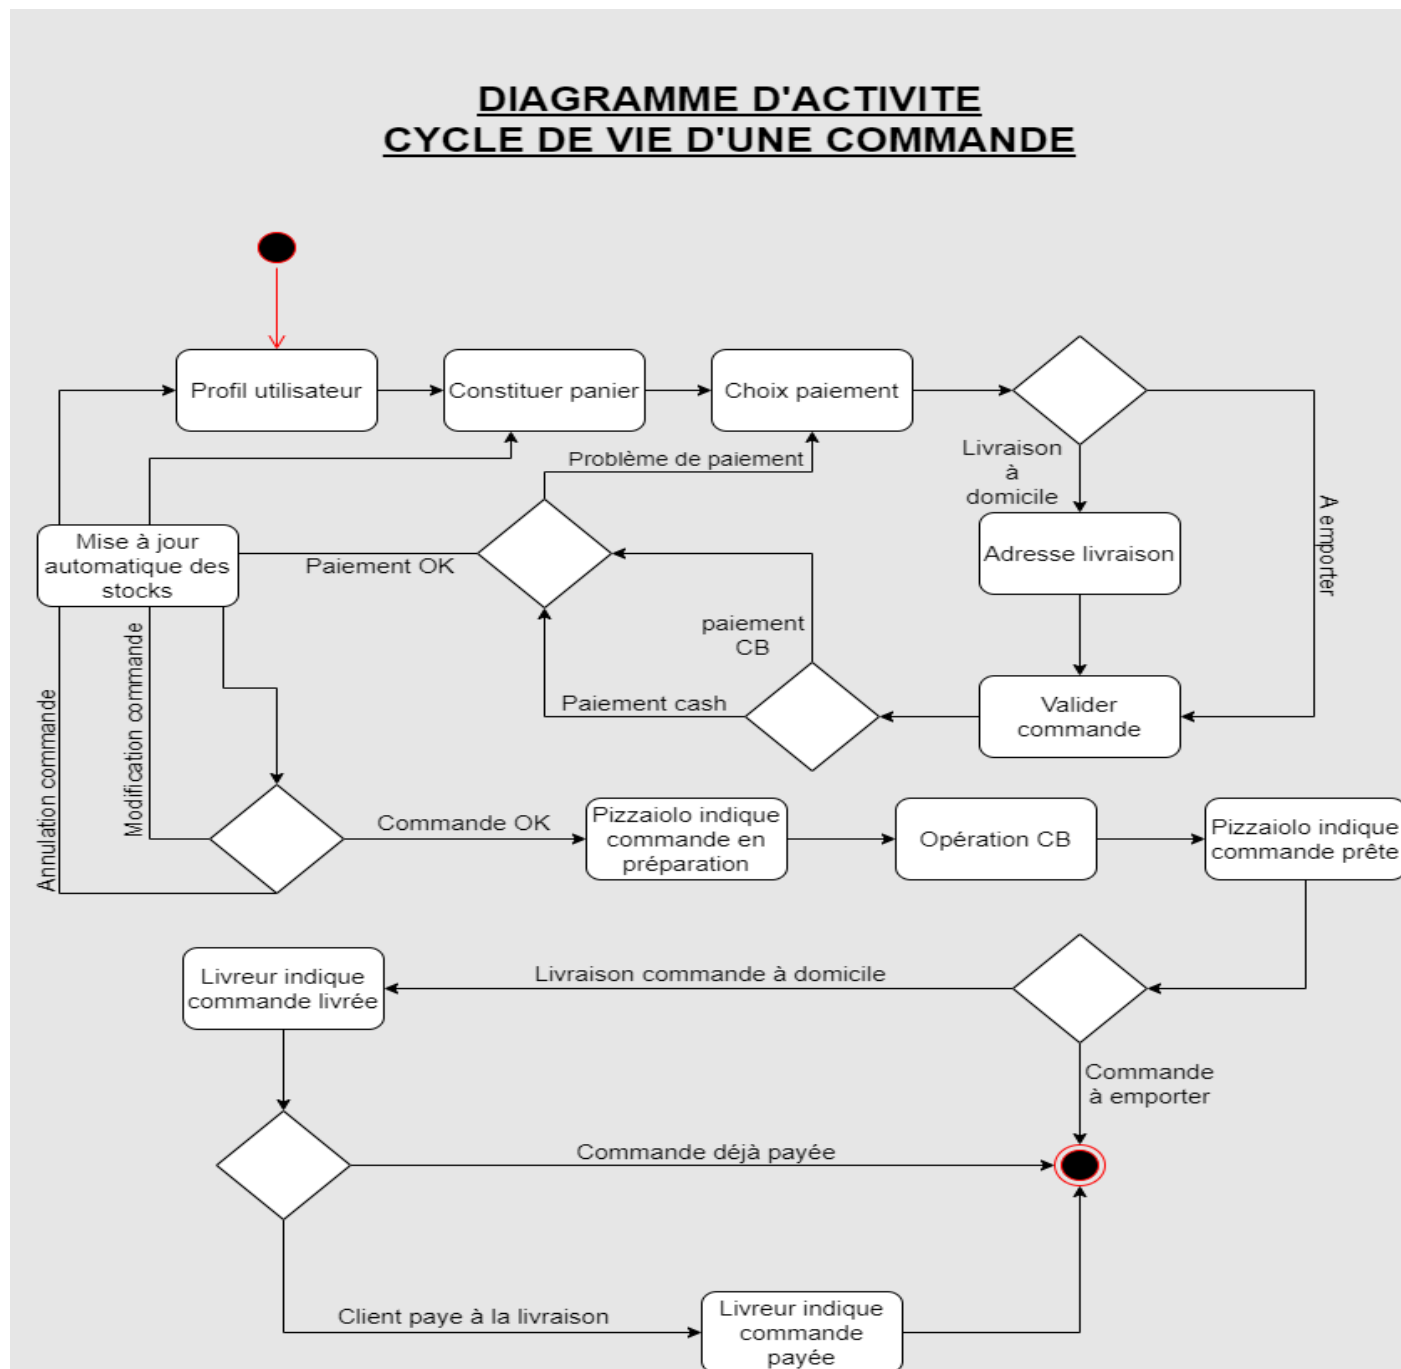 DIAGRAMME D'ACTIVITE
CYCLE DE VIE D'UNE COMMANDE
Profil utilisateur
Constituer panier
Choix paiement
Livraison
à
domicile
A emporter
Problème de paiement
Mise à jour
automatique des
stocks
Paiement OK
Adresse livraison
paiement
CB
Paiement cash
Valider
commande
Annulation commande
Modification commande
Commande OK
Pizzaiolo indique
commande en
préparation
Opération CB
Pizzaiolo indique
commande prête
Livreur indique
commande livrée
Livraison commande à domicile
Commande
à emporter
Commande déjà payée
Client paye à la livraison
Livreur indique
commande
payée